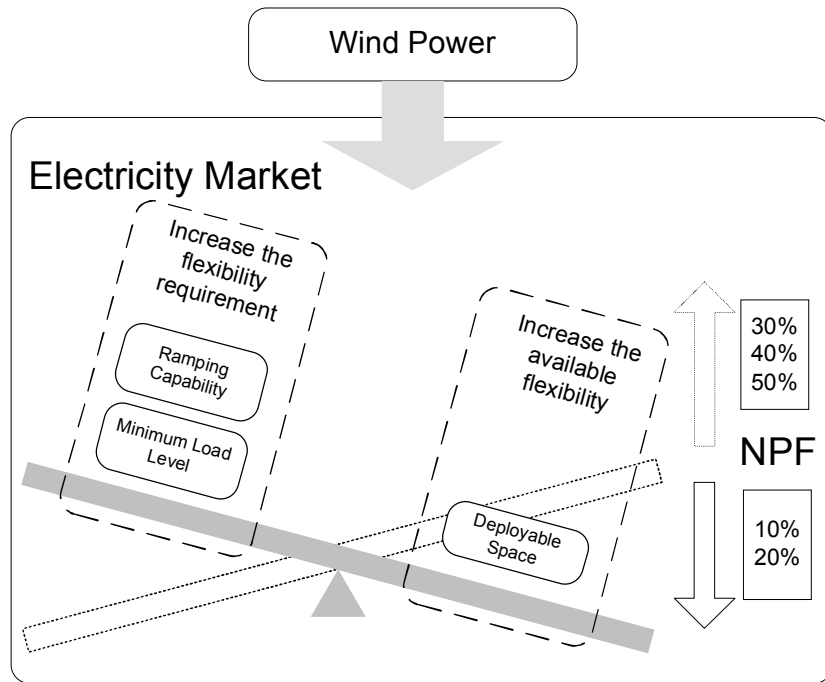 Wind Power
Electricity Market
Increase the
flexibility
requirement
Ramping
Capability
Minimum Load
Level
Increase the
available
flexibility
Deployable
Space
30%
40%
50%
NPF
10%
20%